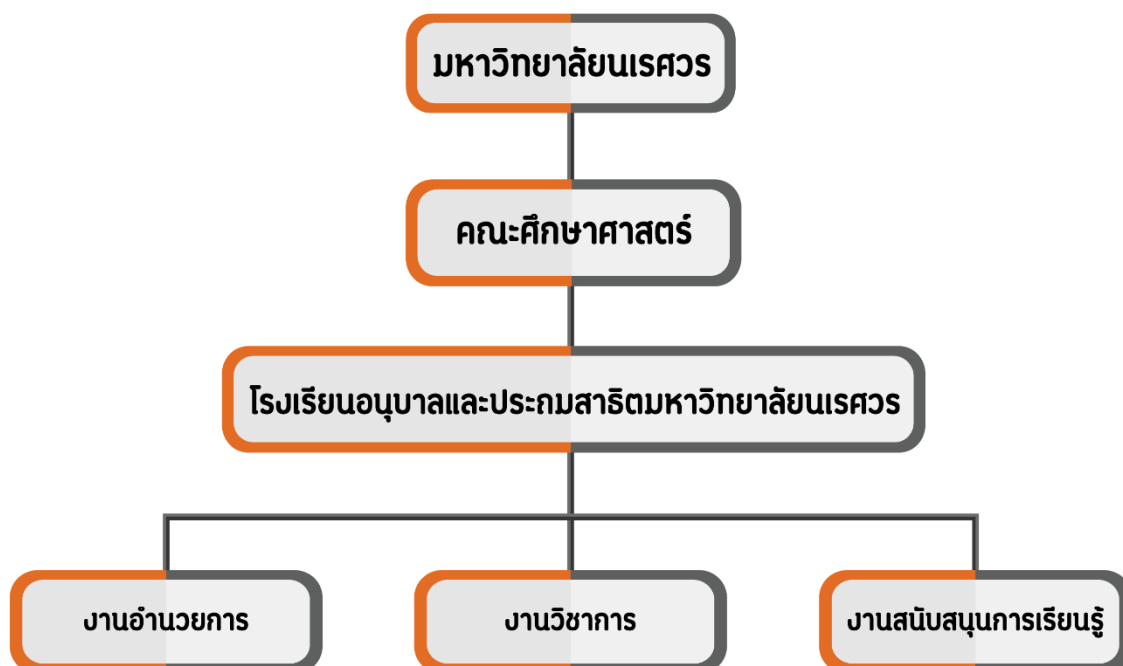 มหาวิทยาลัยนเรศวร
คณะศึกษาศาสตร์
โรงเรียนอนุบาลและประถมสาธิตมหาวิทยาลัยนเรศวร
งานอำนวยการ
งานวิชาการ
งานสนับสนุนการเรียนรู้